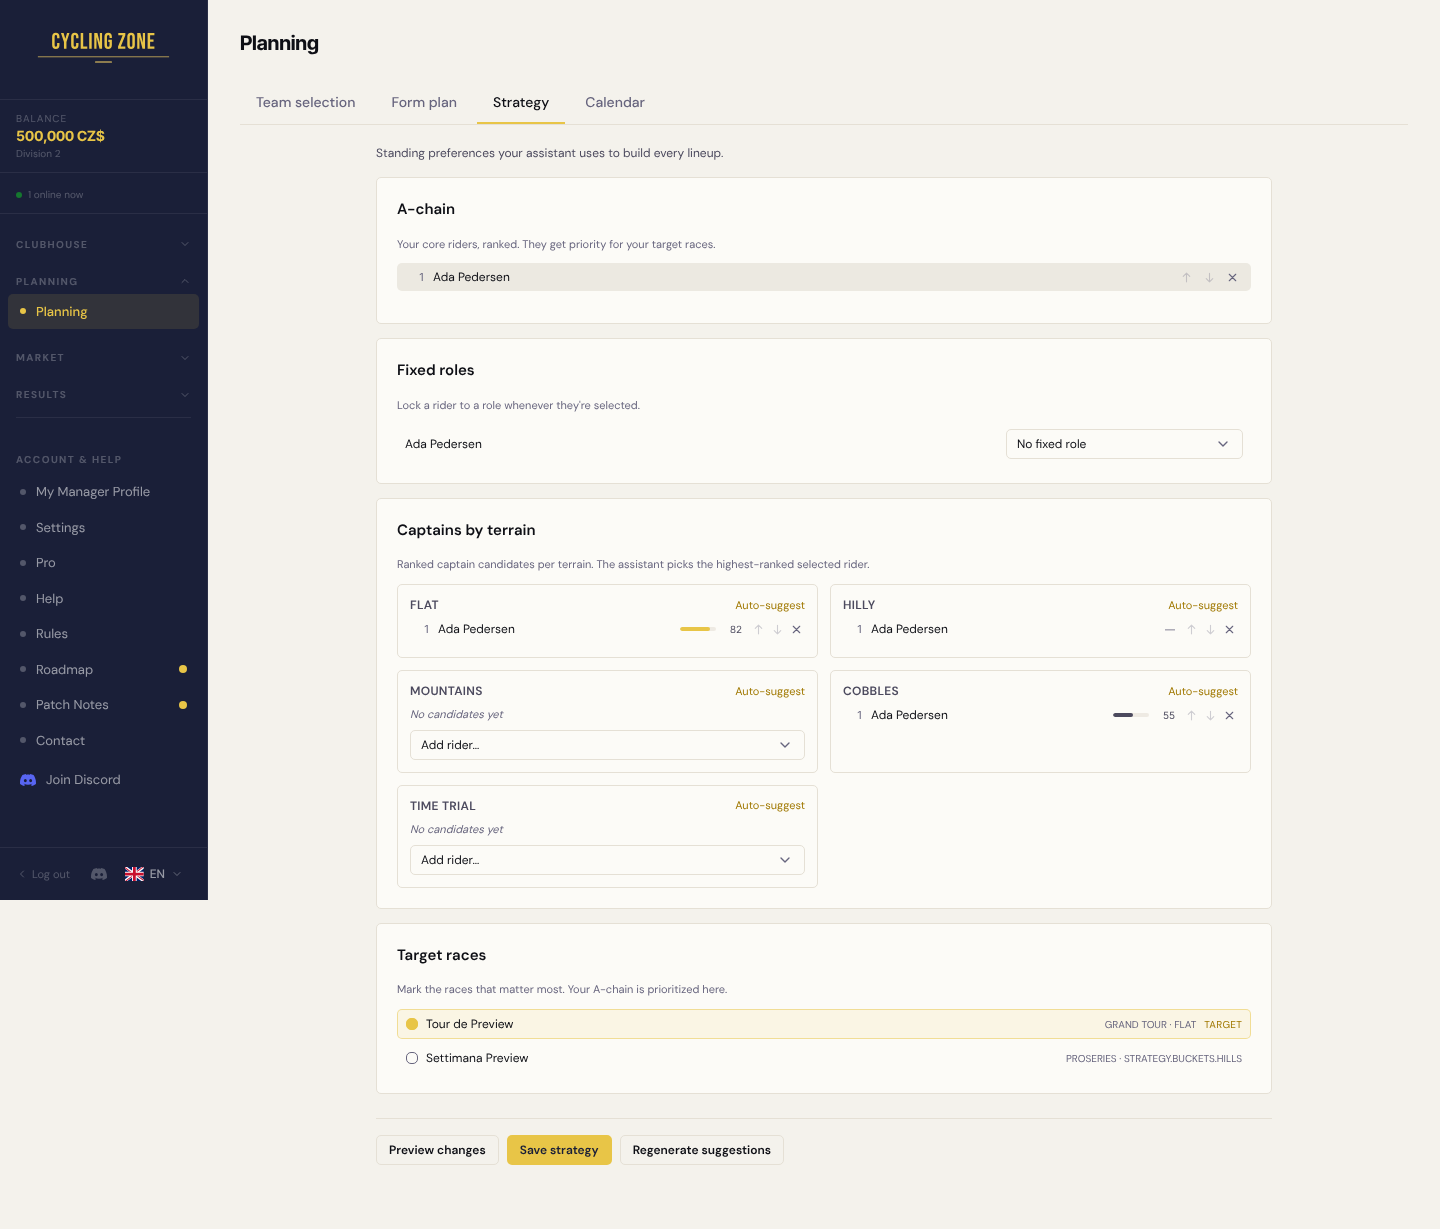 CYCLING ZONE
BALANCE
500,000 CZ$
Division 2
1 online now
CLUBHOUSE
PLANNING
Planning
MARKET
RESULTS
ACCOUNT & HELP
My Manager Profile
Settings
Pro
Help
Rules
Roadmap
Patch Notes
Contact
Join Discord
Log out
EN
Planning
Team selection Form plan Strategy Calendar
Standing preferences your assistant uses to build every lineup.
A-chain
Your core riders, ranked. They get priority for your target races.
1 Ada Pedersen ↑ ↓ ×
Fixed roles
Lock a rider to a role whenever they're selected.
Ada Pedersen No fixed role
Captains by terrain
Ranked captain candidates per terrain. The assistant picks the highest-ranked selected rider.
FLAT Auto-suggest
1 Ada Pedersen 82 ↑ ↓ ×
HILLY Auto-suggest
1 Ada Pedersen — ↑ ↓ ×
MOUNTAINS Auto-suggest
No candidates yet
Add rider…
COBBLES Auto-suggest
1 Ada Pedersen 55 ↑ ↓ ×
TIME TRIAL Auto-suggest
No candidates yet
Add rider…
Target races
Mark the races that matter most. Your A-chain is prioritized here.
Tour de Preview GRAND TOUR · FLAT TARGET
Settimana Preview PROSERIES · STRATEGY.BUCKETS.HILLS
Preview changes Save strategy Regenerate suggestions